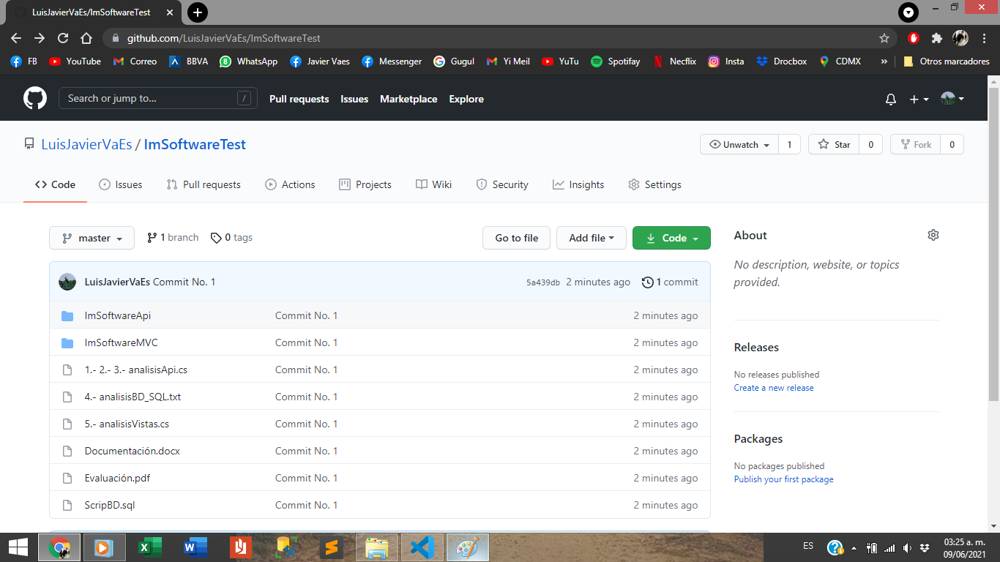 LuisJavierVaEs/ImSoftwareTest
github.com/LuisJavierVaEs/ImSoftwareTest
FB YouTube Correo BBVA WhatsApp Javier Vaes Messenger Gugul Yi Meil YuTu Spotifay Necflix Insta Drocbox CDMX » Otros marcadores
Search or jump to... / Pull requests Issues Marketplace Explore
LuisJavierVaEs / ImSoftwareTest Unwatch 1 Star 0 Fork 0
Code Issues Pull requests Actions Projects Wiki Security Insights Settings
master 1 branch 0 tags Go to file Add file Code
LuisJavierVaEs Commit No. 1 5a439db 2 minutes ago 1 commit
ImSoftwareApi Commit No. 1 2 minutes ago
ImSoftwareMVC Commit No. 1 2 minutes ago
1.- 2.- 3.- analisisApi.cs Commit No. 1 2 minutes ago
4.- analisisBD_SQL.txt Commit No. 1 2 minutes ago
5.- analisisVistas.cs Commit No. 1 2 minutes ago
Documentación.docx Commit No. 1 2 minutes ago
Evaluación.pdf Commit No. 1 2 minutes ago
ScripBD.sql Commit No. 1 2 minutes ago
About
No description, website, or topics
provided.
Releases
No releases published
Create a new release
Packages
No packages published
Publish your first package
ES
03:25 a. m.
09/06/2021